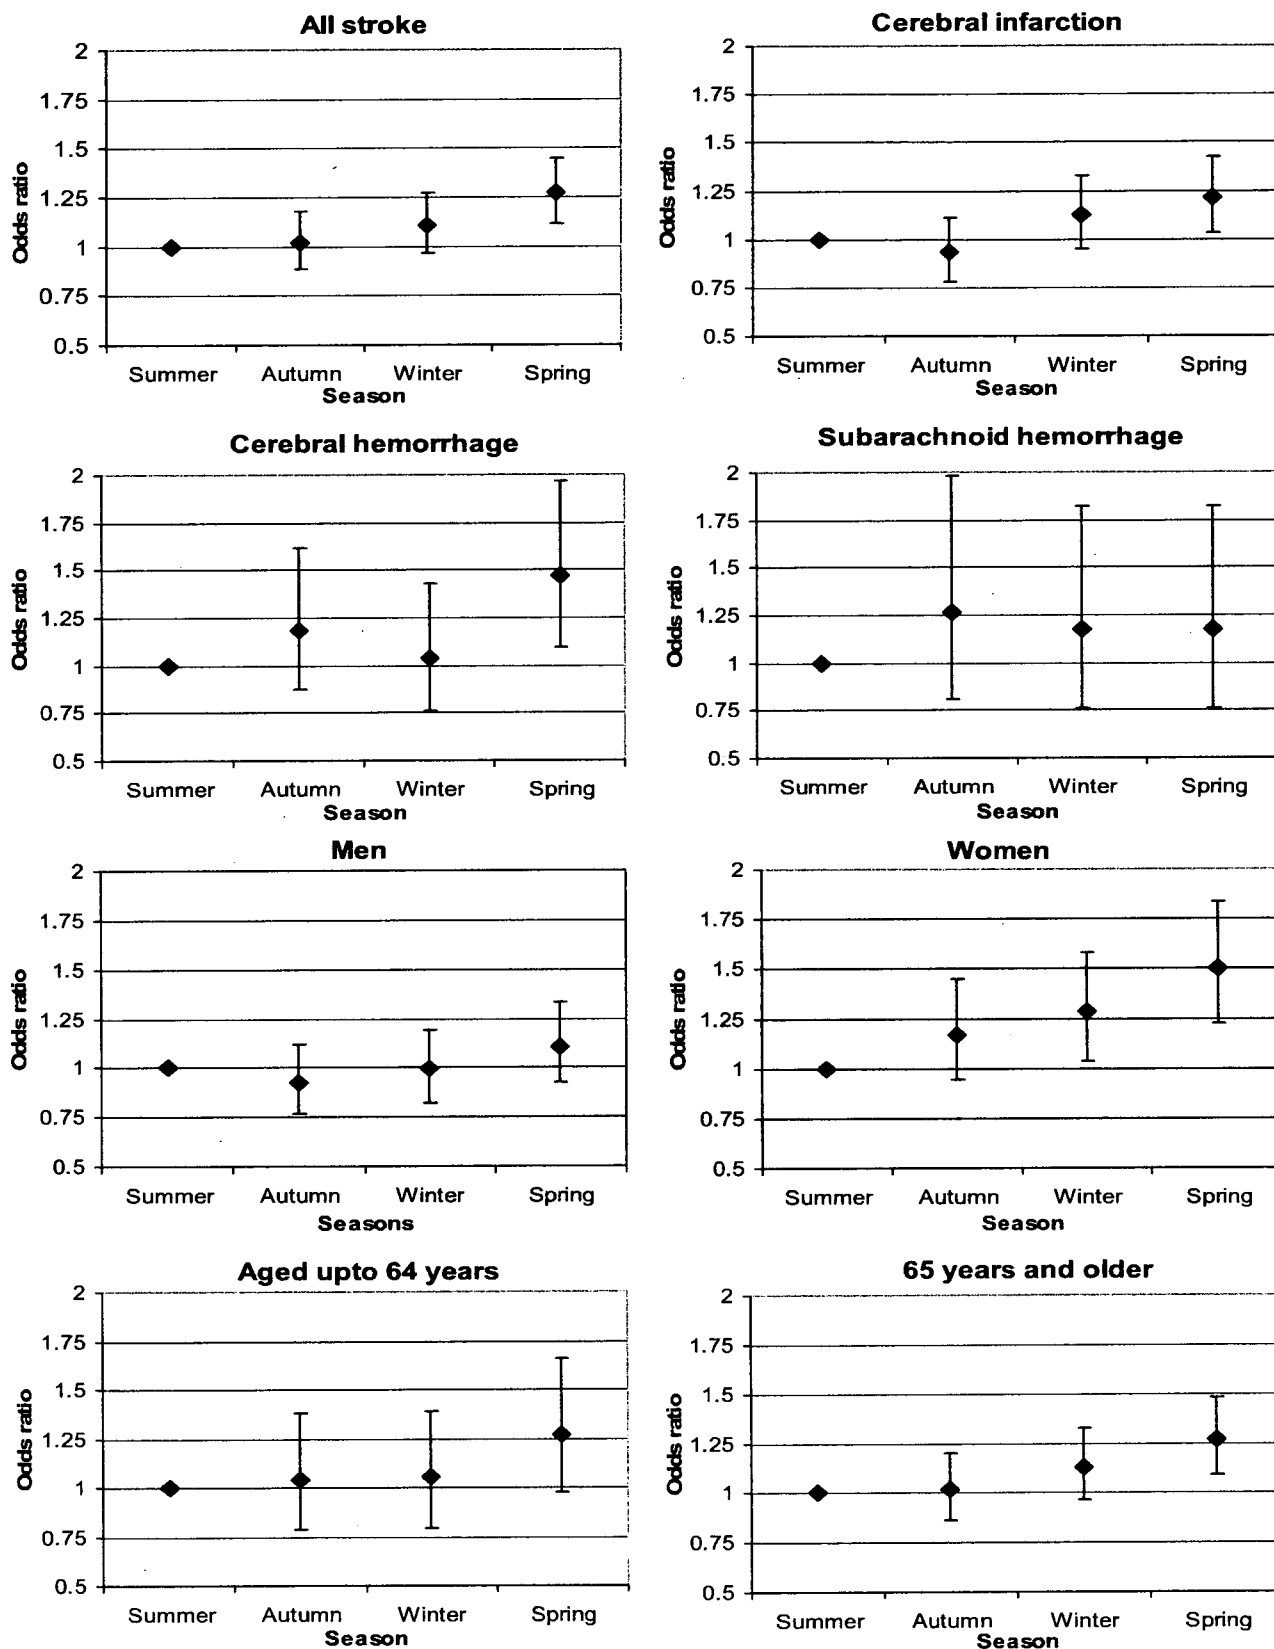 All stroke
2
1.75
1.5
1.25
1
0.75
0.5
Odds ratio
Summer Autumn Winter Spring
Season
Cerebral infarction
2
1.75
1.5
1.25
1
0.75
0.5
Odds ratio
Summer Autumn Winter Spring
Season
Cerebral hemorrhage
2
1.75
1.5
1.25
1
0.75
0.5
Odds ratio
Summer Autumn Winter Spring
Season
Subarachnoid hemorrhage
2
1.75
1.5
1.25
1
0.75
0.5
Odds ratio
Summer Autumn Winter Spring
Season
Men
2
1.75
1.5
1.25
1
0.75
0.5
Odds ratio
Summer Autumn Winter Spring
Seasons
Women
2
1.75
1.5
1.25
1
0.75
0.5
Odds ratio
Summer Autumn Winter Spring
Season
Aged upto 64 years
2
1.75
1.5
1.25
1
0.75
0.5
Odds ratio
Summer Autumn Winter Spring
Season
65 years and older
2
1.75
1.5
1.25
1
0.75
0.5
Odds ratio
Summer Autumn Winter Spring
Season